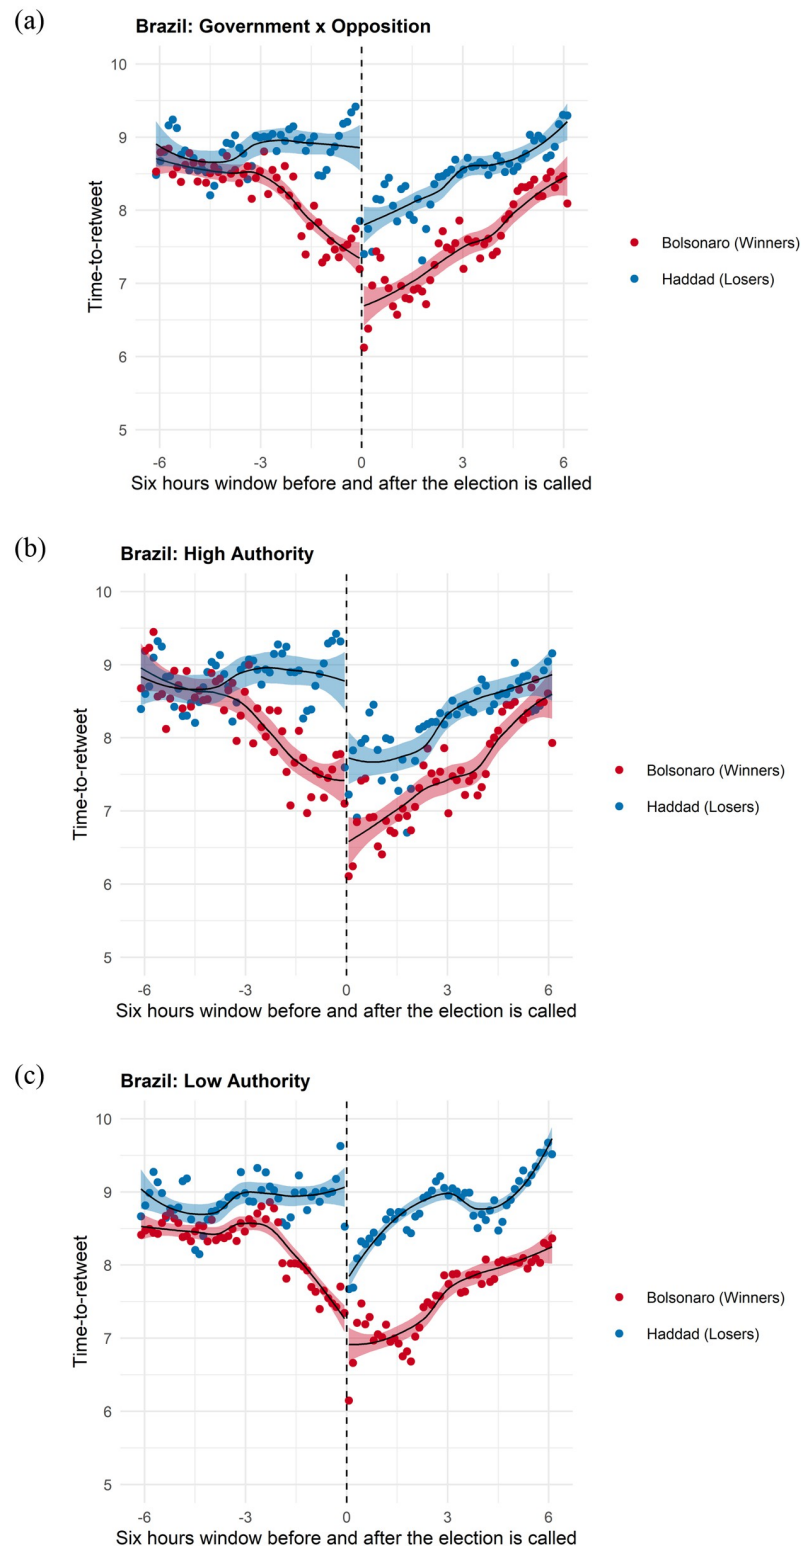 (a)
Brazil: Government x Opposition
10
9
8
7
6
5
Time-to-retweet
-6 -3 0 3 6
Six hours window before and after the election is called
Bolsonaro (Winners)
Haddad (Losers)
(b)
Brazil: High Authority
10
9
8
7
6
5
Time-to-retweet
-6 -3 0 3 6
Six hours window before and after the election is called
Bolsonaro (Winners)
Haddad (Losers)
(c)
Brazil: Low Authority
10
9
8
7
6
5
Time-to-retweet
-6 -3 0 3 6
Six hours window before and after the election is called
Bolsonaro (Winners)
Haddad (Losers)